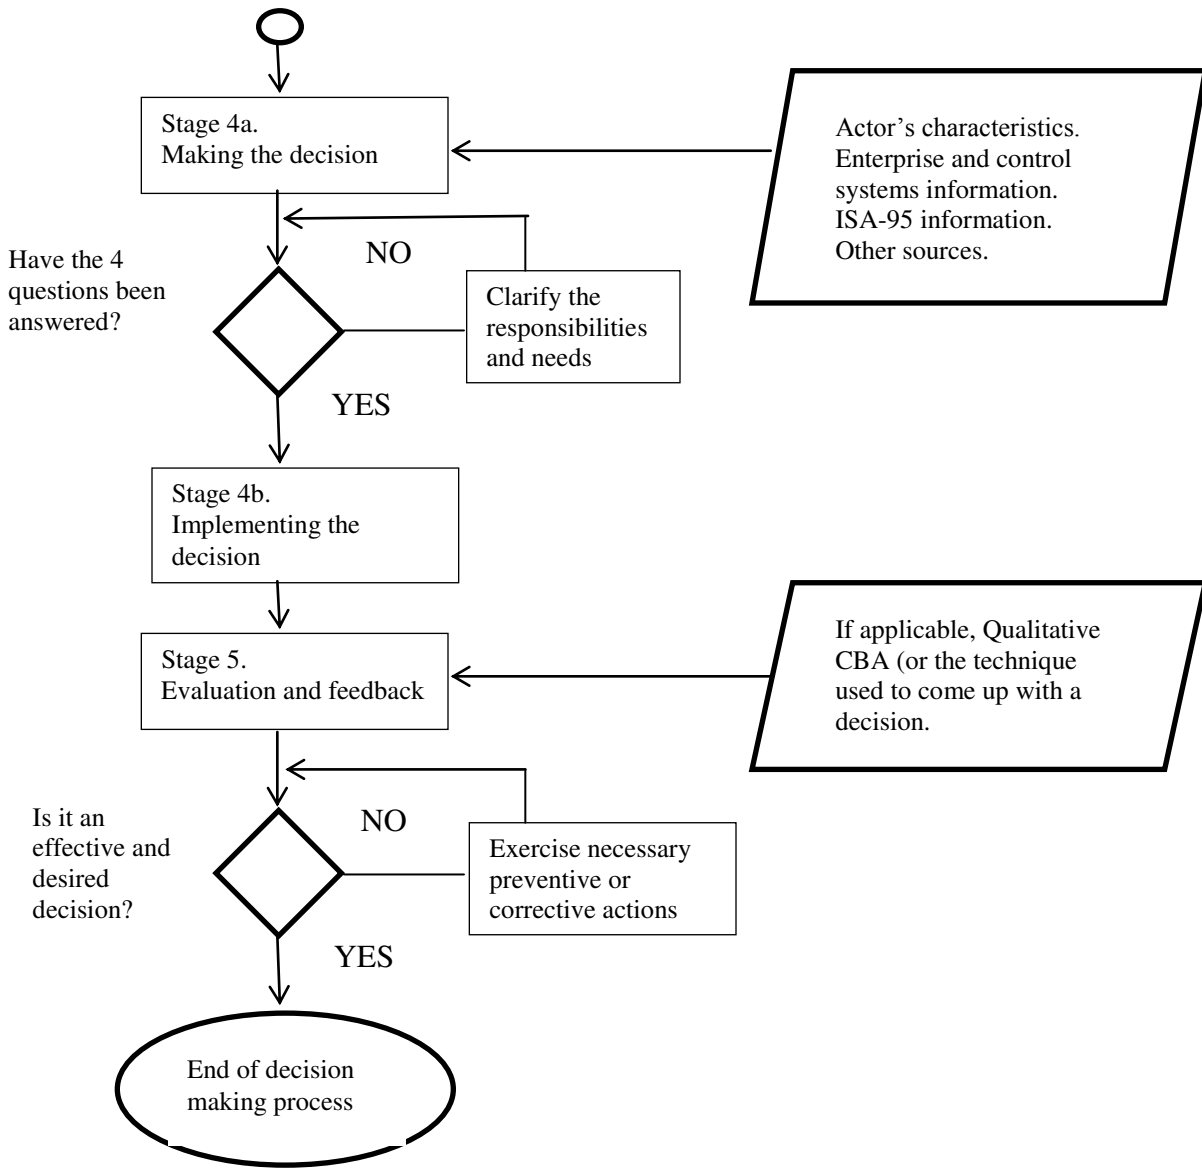 Stage 4a.
Making the decision
Actor’s characteristics.
Enterprise and control
systems information.
ISA-95 information.
Other sources.
Have the 4
questions been
answered?
NO
Clarify the
responsibilities
and needs
YES
Stage 4b.
Implementing the
decision
Stage 5.
Evaluation and feedback
If applicable, Qualitative
CBA (or the technique
used to come up with a
decision.
Is it an
effective and
desired
decision?
NO
Exercise necessary
preventive or
corrective actions
YES
End of decision
making process